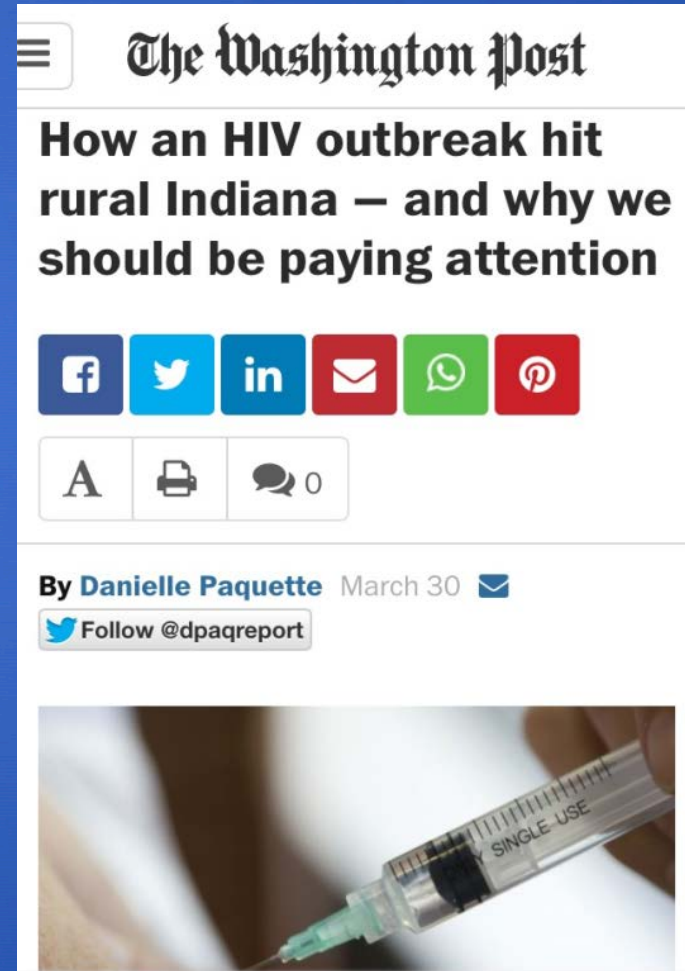 The Washington Post
How an HIV outbreak hit
rural Indiana — and why we
should be paying attention
A 0
By Danielle Paquette March 30
Follow @dpaqreport
SINGLE USE